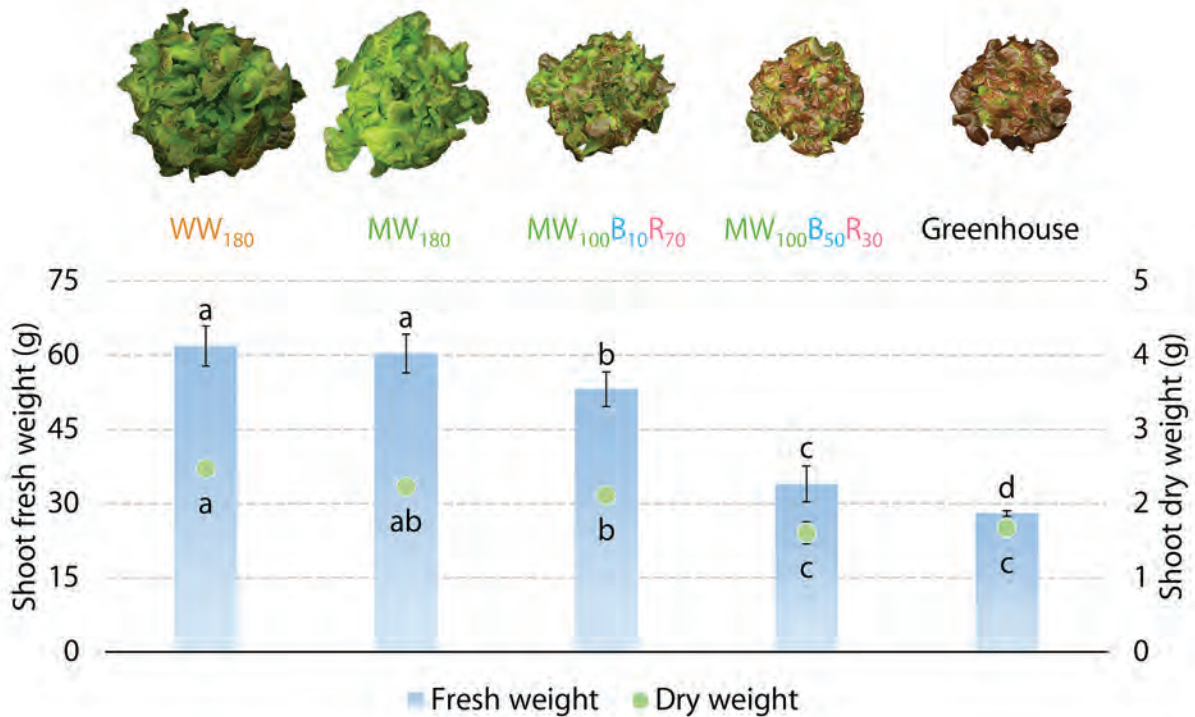 WW180 MW180 MW100B10R70 MW100B50R30 Greenhouse
Shoot fresh weight (g)
75
60
45
30
15
0
a a b c d
a ab b c c
5
4
3
2
1
0
Shoot dry weight (g)
Fresh weight Dry weight